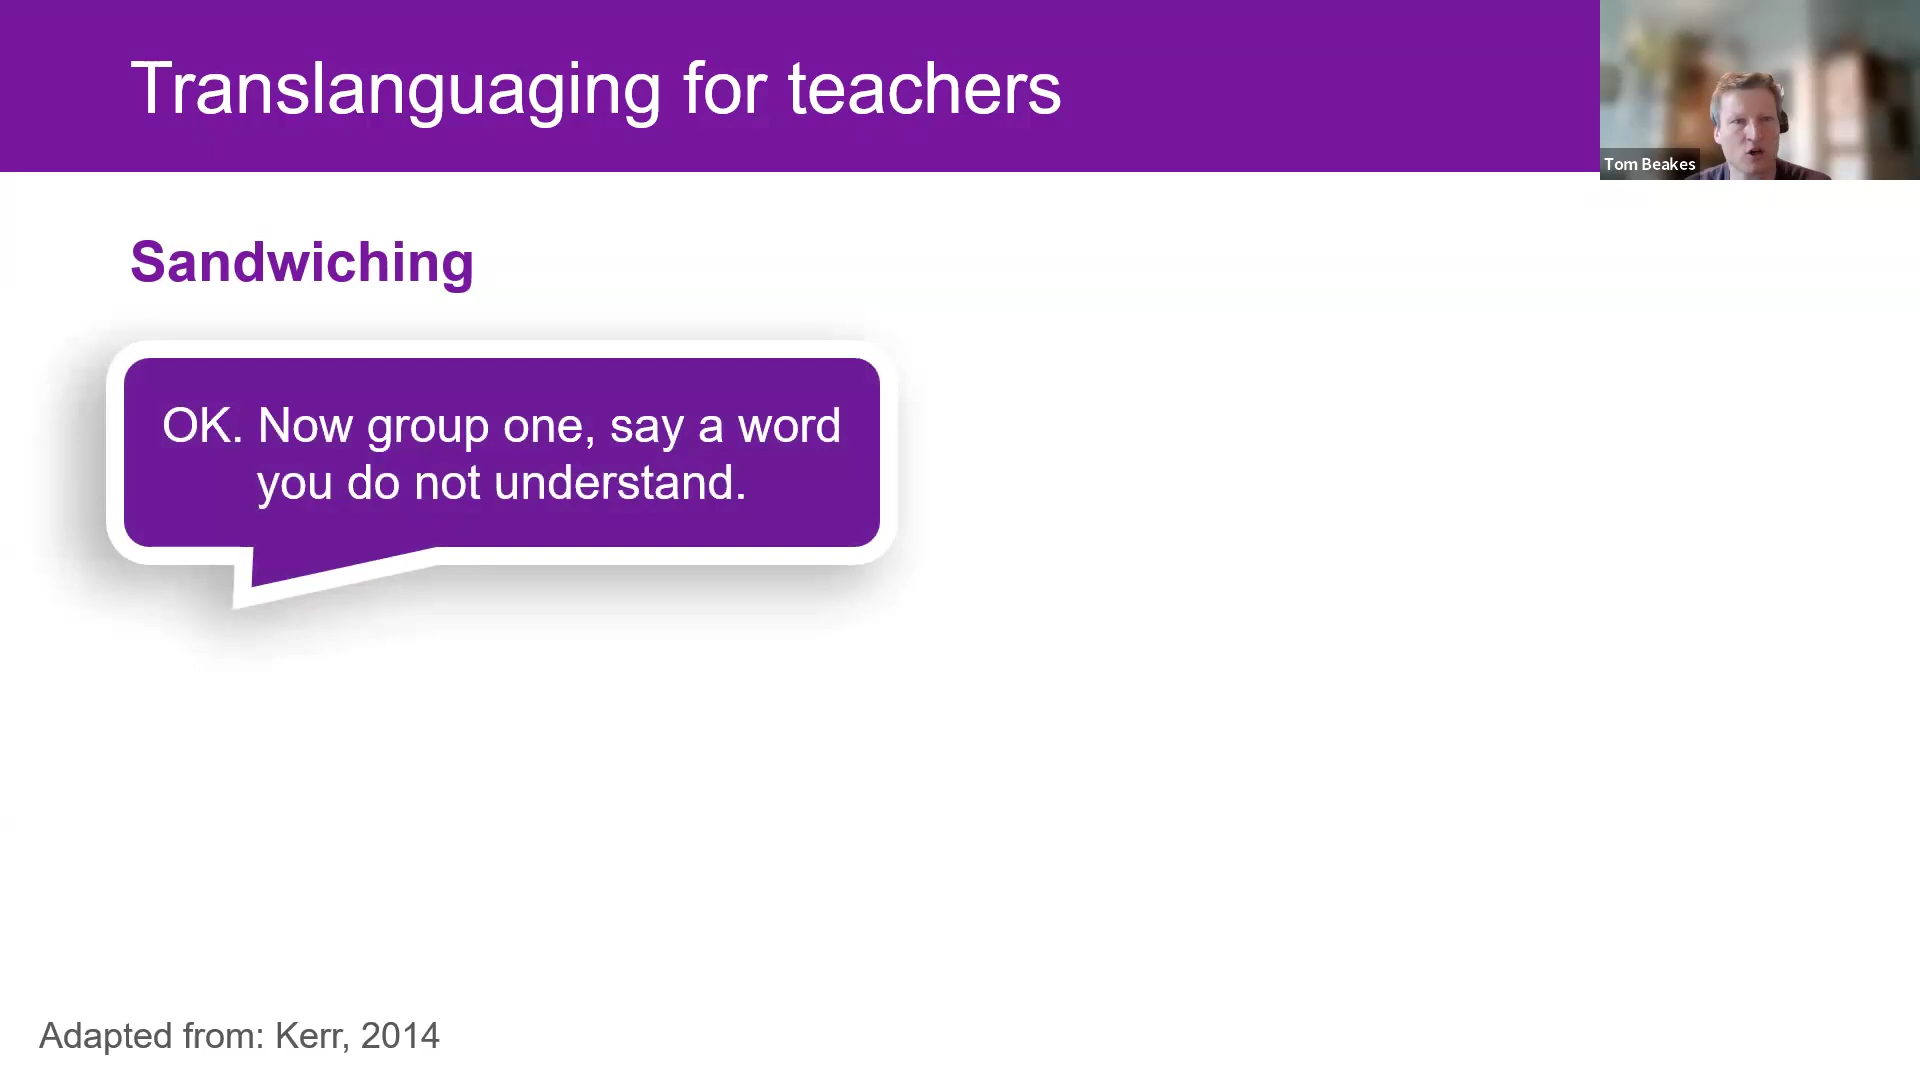 Translanguaging for teachers
Tom Beakes
Sandwiching
OK. Now group one, say a word
you do not understand.
Adapted from: Kerr, 2014